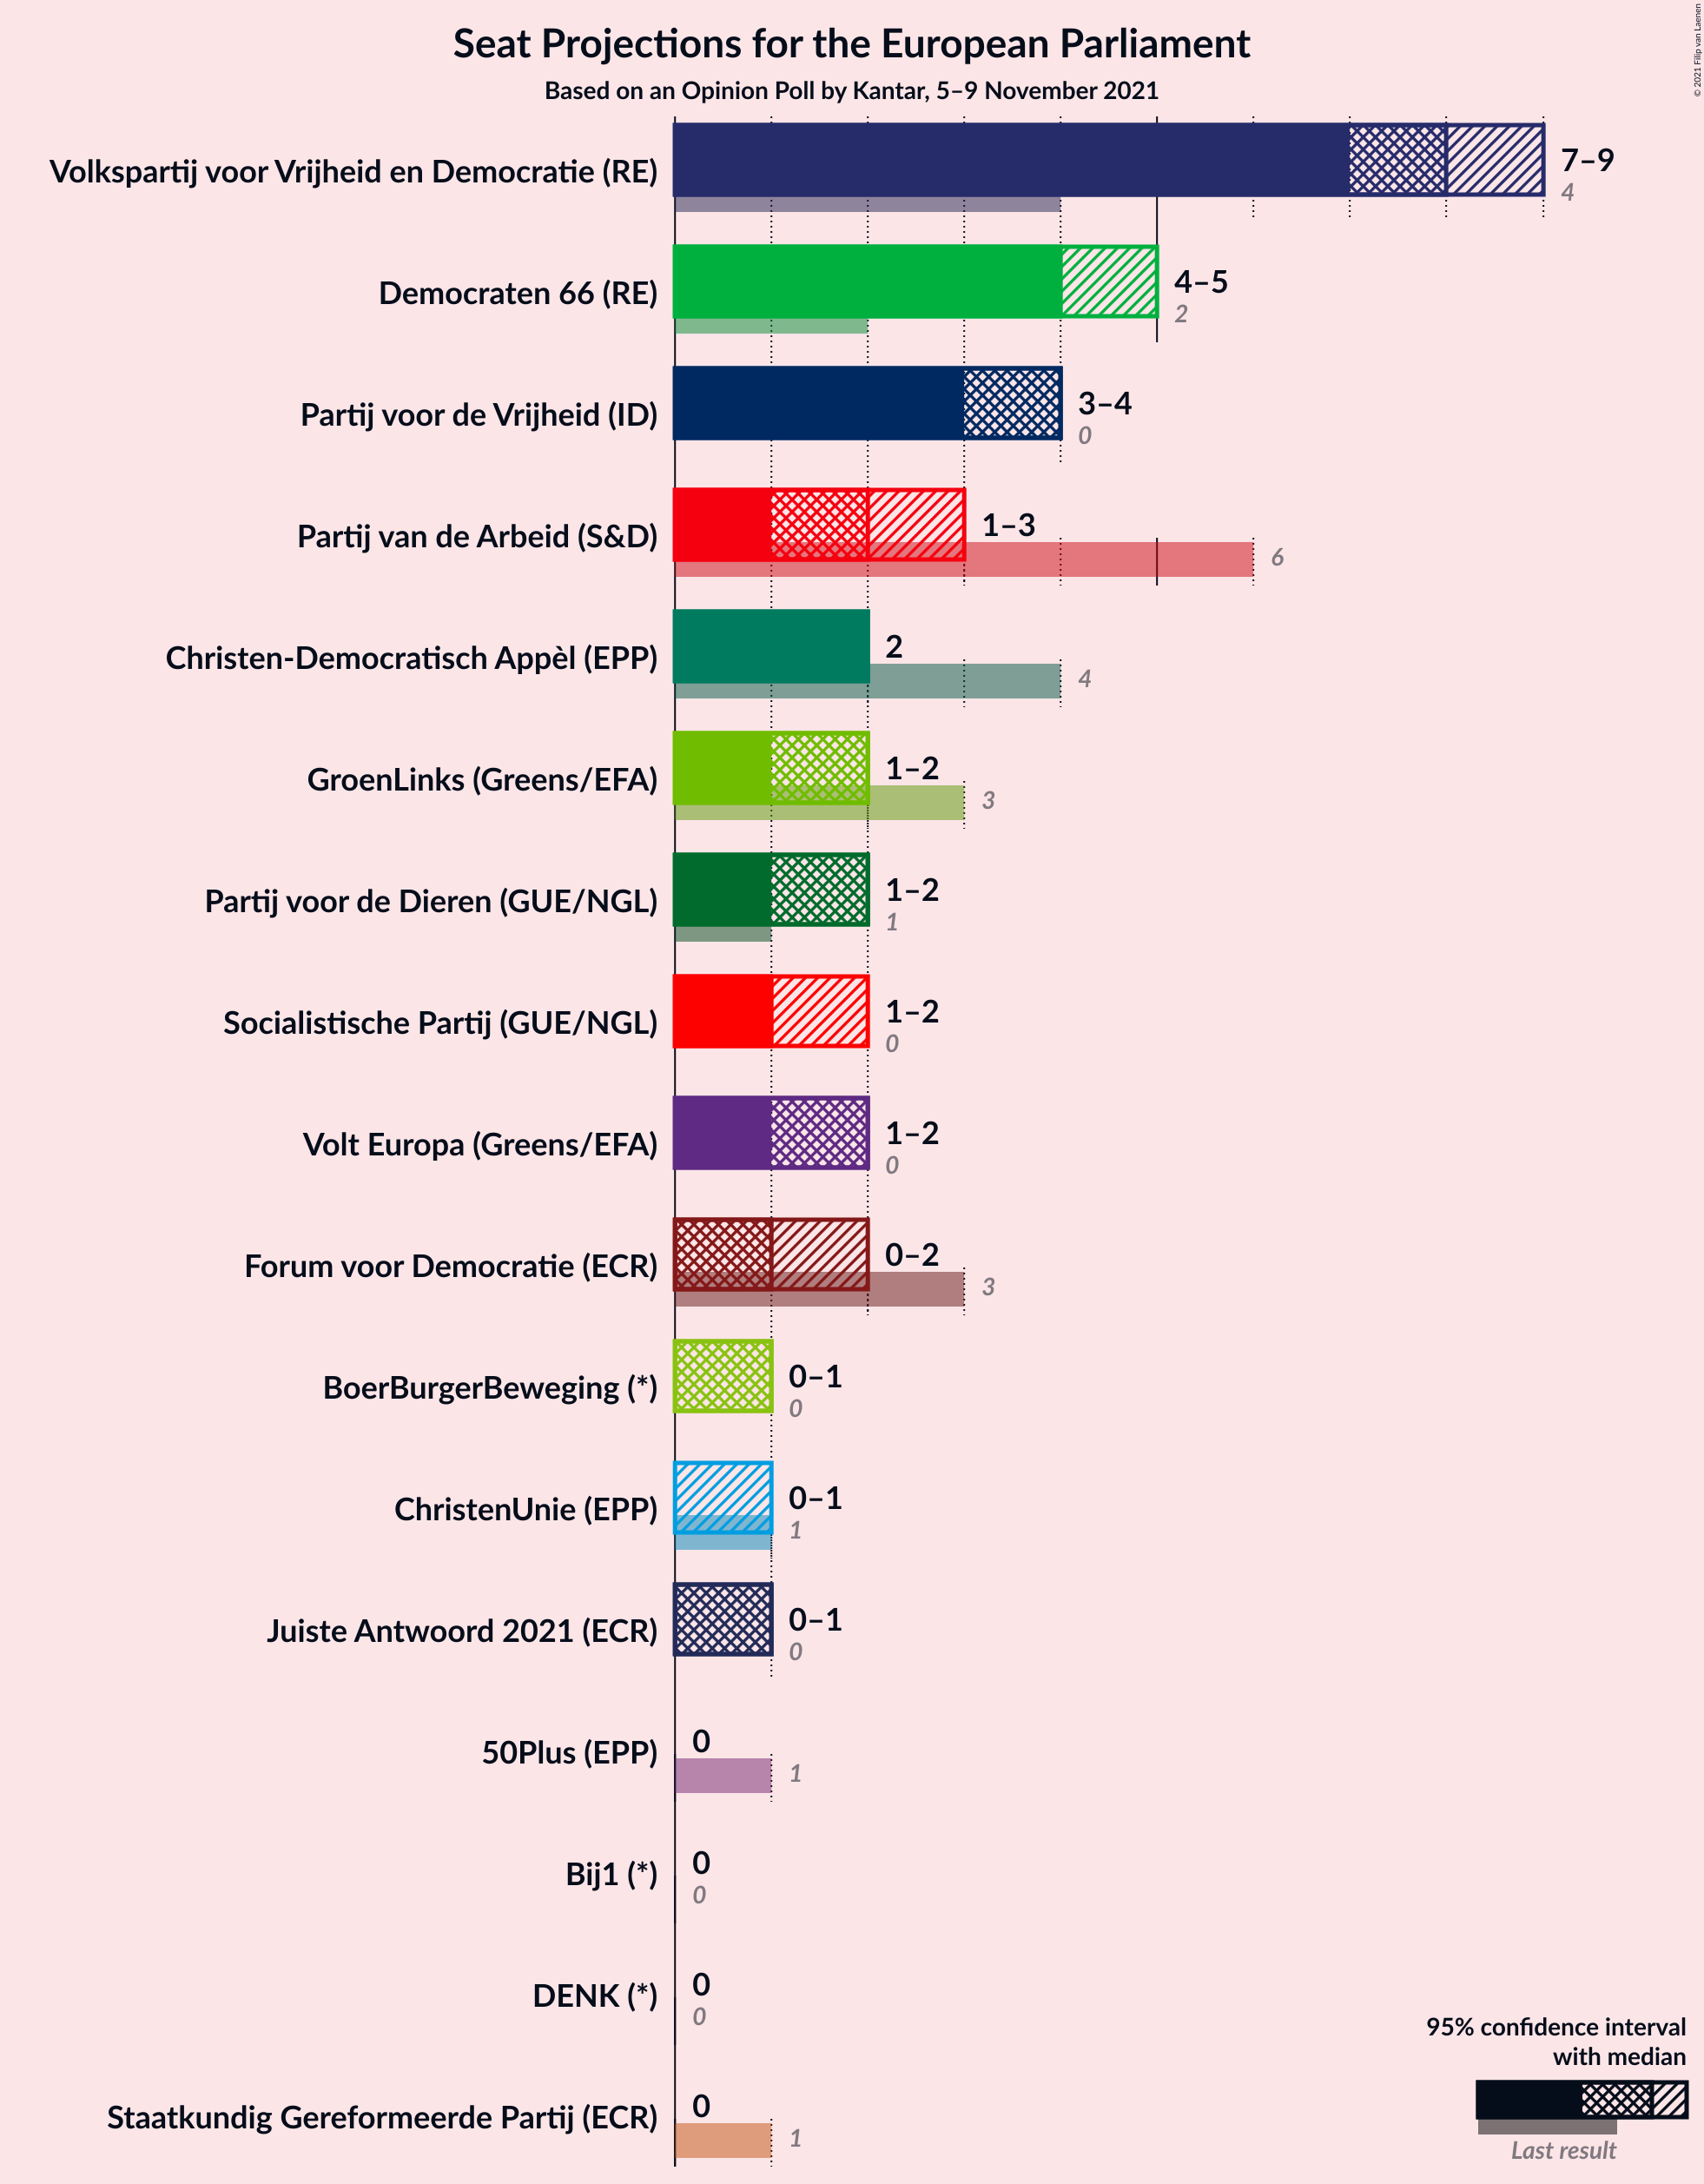 Seat Projections for the European Parliament
Based on an Opinion Poll by Kantar, 5–9 November 2021
© 2021 Filip van Laenen
Volkspartij voor Vrijheid en Democratie (RE)
7–9
4
Democraten 66 (RE)
4–5
2
Partij voor de Vrijheid (ID)
3–4
0
Partij van de Arbeid (S&D)
1–3
6
Christen-Democratisch Appèl (EPP)
2
4
GroenLinks (Greens/EFA)
1–2
3
Partij voor de Dieren (GUE/NGL)
1–2
1
Socialistische Partij (GUE/NGL)
1–2
0
Volt Europa (Greens/EFA)
1–2
0
Forum voor Democratie (ECR)
0–2
3
BoerBurgerBeweging (*)
0–1
0
ChristenUnie (EPP)
0–1
1
Juiste Antwoord 2021 (ECR)
0–1
0
50Plus (EPP)
0
1
Bij1 (*)
0
0
DENK (*)
0
0
Staatkundig Gereformeerde Partij (ECR)
0
1
95% confidence interval
with median
Last result